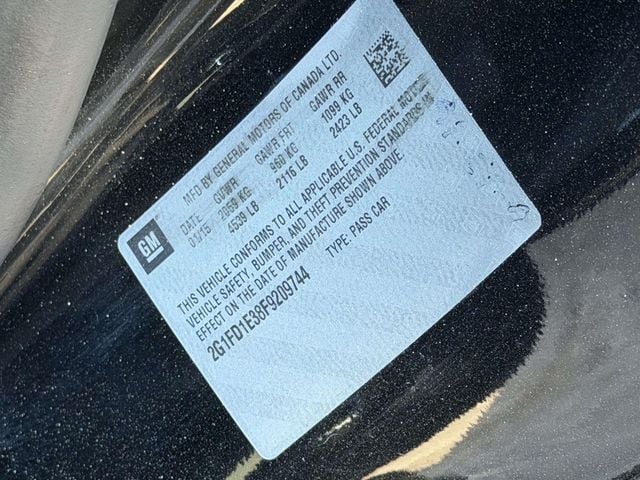 GM
MFD BY GENERAL MOTORS OF CANADA LTD.
DATE GVWR GAWR FRT GAWR RR
01/15 2059 KG 960 KG 1099 KG
4539 LB 2116 LB 2423 LB
THIS VEHICLE CONFORMS TO ALL APPLICABLE U.S. FEDERAL MOTOR
VEHICLE SAFETY, BUMPER, AND THEFT PREVENTION STANDARDS IN
EFFECT ON THE DATE OF MANUFACTURE SHOWN ABOVE.
2G1FD1E38F9209744 TYPE: PASS CAR